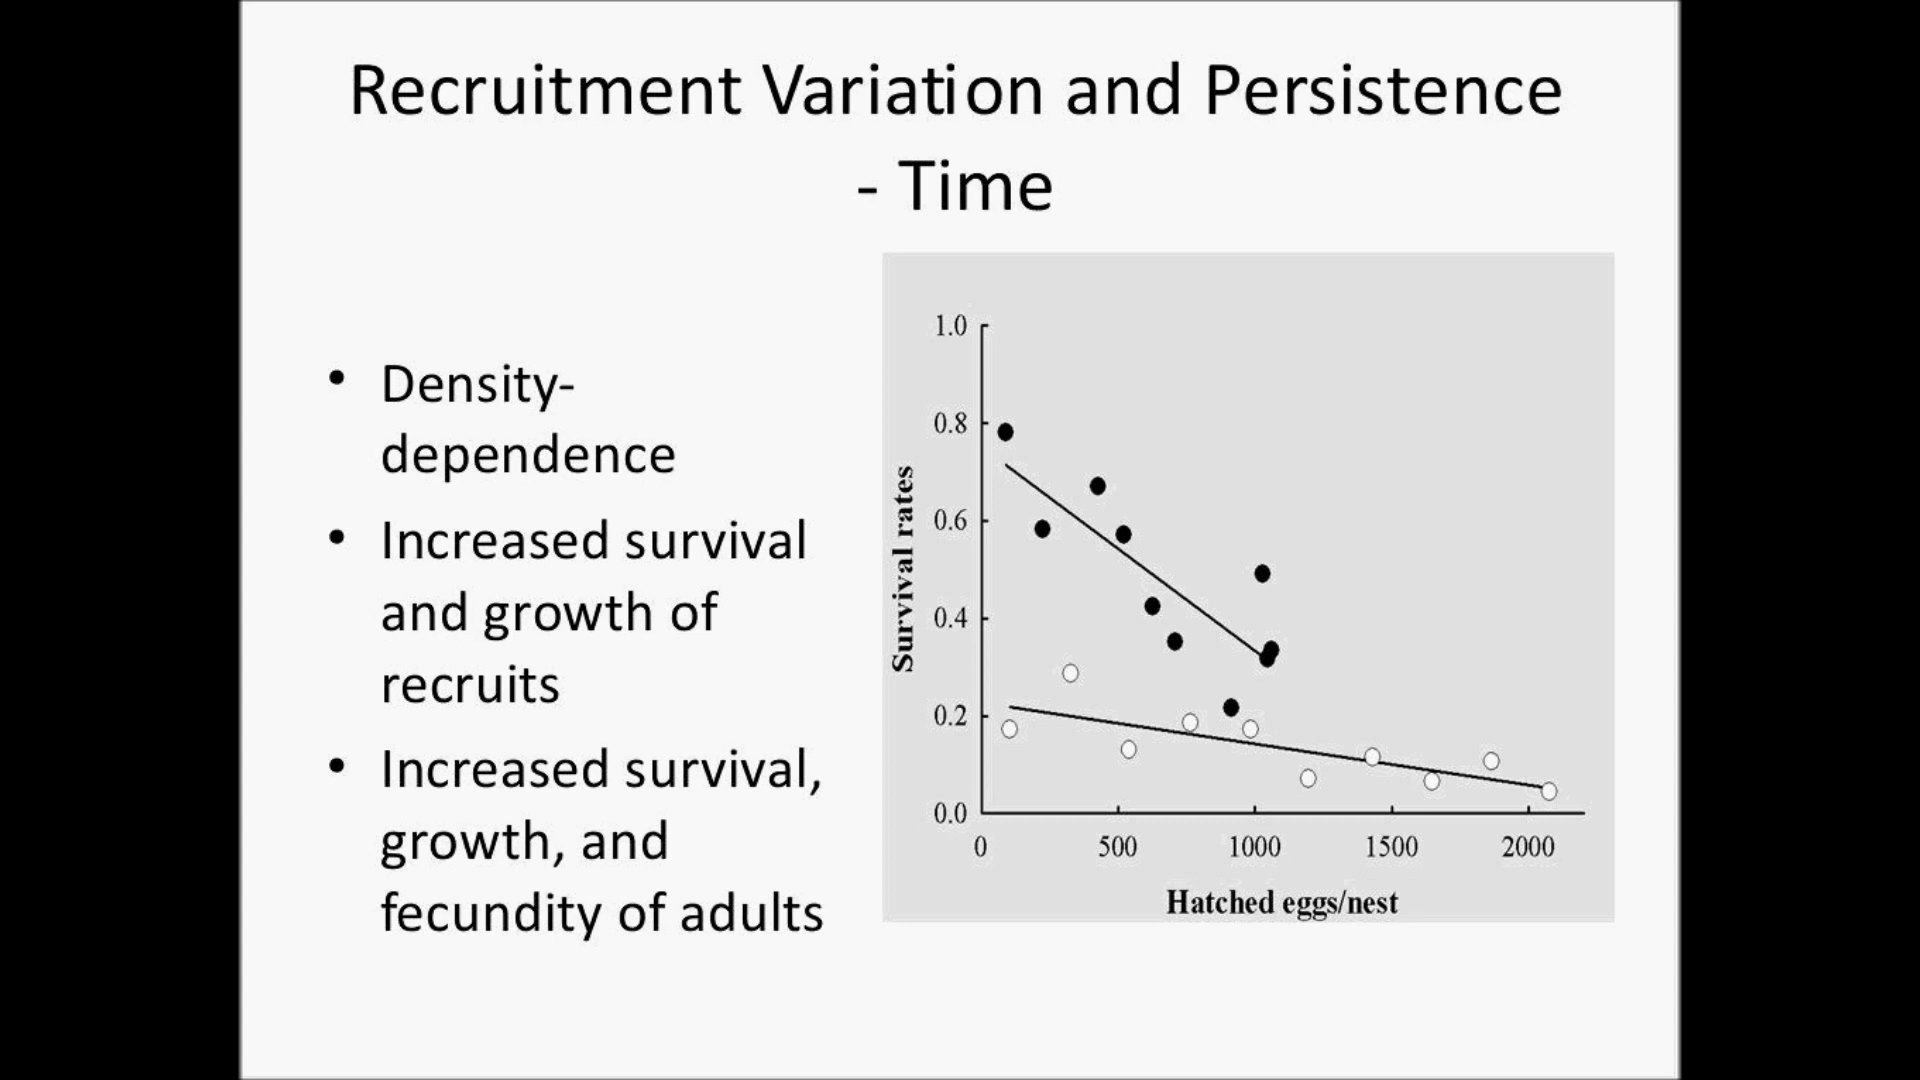 Recruitment Variation and Persistence
- Time
• Density-
dependence
• Increased survival
and growth of
recruits
• Increased survival,
growth, and
fecundity of adults
Survival rates
1.0
0.8
0.6
0.4
0.2
0.0
0 500 1000 1500 2000
Hatched eggs/nest